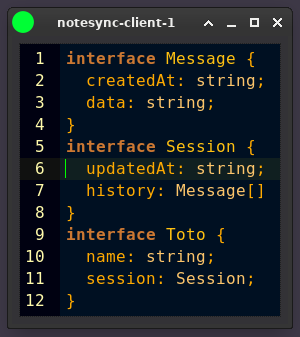 notesync-client-1
1 interface Message {
2   createdAt: string;
3   data: string;
4 }
5 interface Session {
6   updatedAt: string;
7   history: Message[]
8 }
9 interface Toto {
10   name: string;
11   session: Session;
12 }